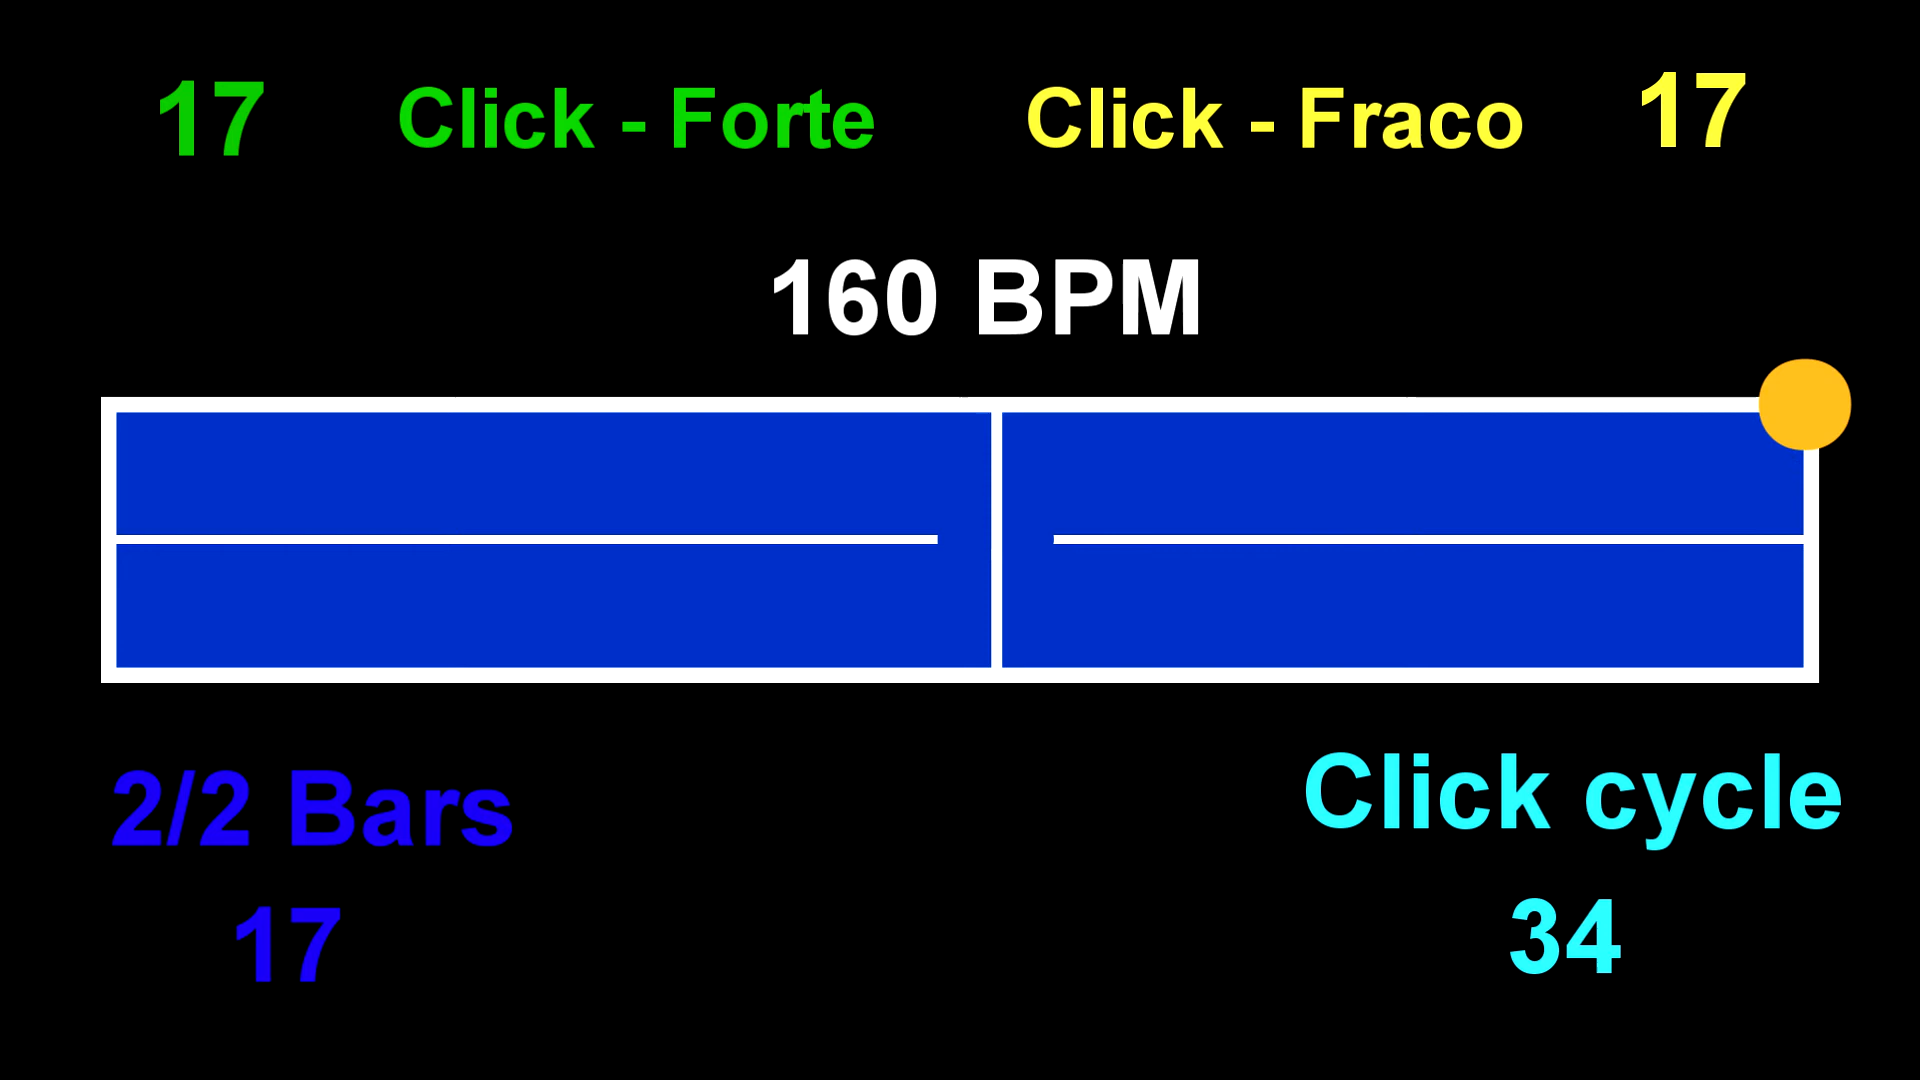 17 Click - Forte Click - Fraco 17
160 BPM
2/2 Bars
17
Click cycle
34